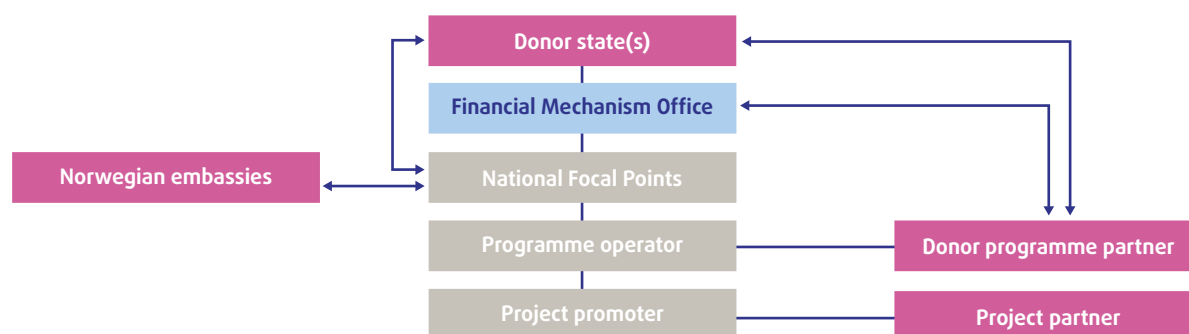 Donor state(s)
Financial Mechanism Office
Norwegian embassies
National Focal Points
Programme operator
Donor programme partner
Project promoter
Project partner